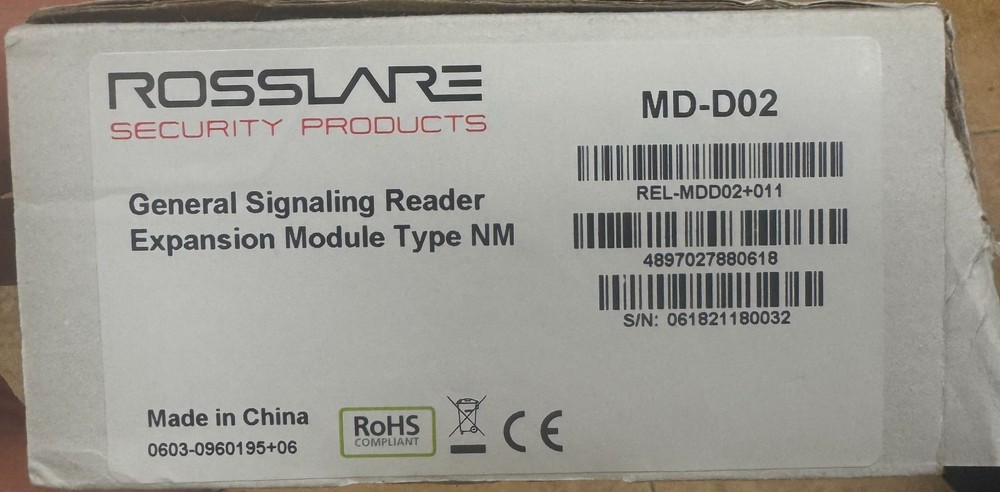 ROSSLARE
SECURITY PRODUCTS
General Signaling Reader
Expansion Module Type NM
MD-D02
REL-MDD02+011
4897027880618
S/N: 061821180032
Made in China
0603-0960195+06
RoHS
COMPLIANT
CE